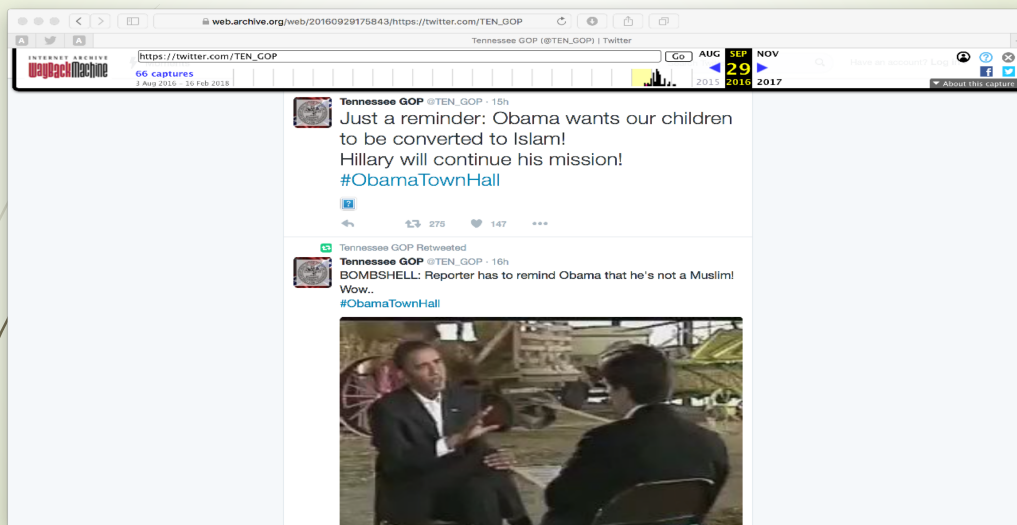 web.archive.org/web/20160929175843/https://twitter.com/TEN_GOP
Tennessee GOP (@TEN_GOP) | Twitter
INTERNET ARCHIVE
WayBackMachine
https://twitter.com/TEN_GOP
Go
AUG SEP NOV
66 captures
29
3 Aug 2016 - 16 Feb 2018
2015 2016 2017
Have an account? Log
About this capture
Tennessee GOP @TEN_GOP · 15h
Just a reminder: Obama wants our children
to be converted to Islam!
Hillary will continue his mission!
#ObamaTownHall
?
275 147
Tennessee GOP Retweeted
Tennessee GOP @TEN_GOP · 16h
BOMBSHELL: Reporter has to remind Obama that he's not a Muslim!
Wow..
#ObamaTownHall